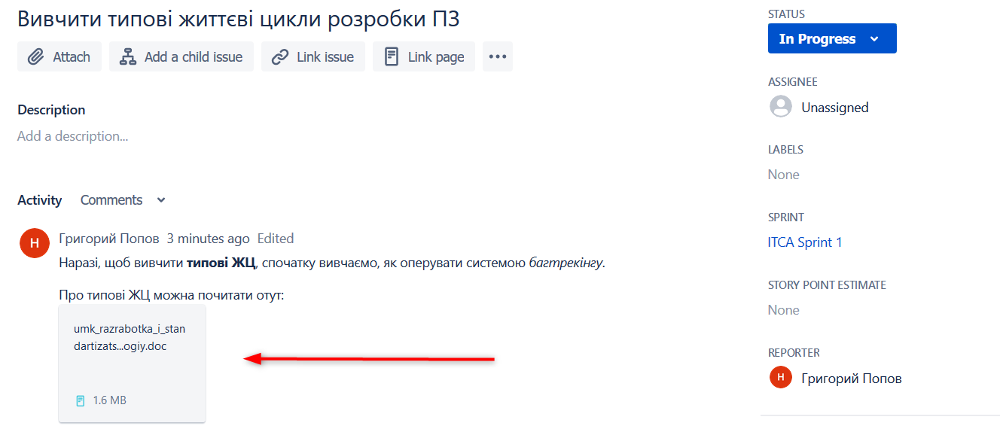 Вивчити типові життєві цикли розробки ПЗ
Attach
Add a child issue
Link issue
Link page
Description
Add a description...
Activity
Comments
Н
Григорий Попов 3 minutes ago Edited
Наразі, щоб вивчити типові ЖЦ, спочатку вивчаємо, як оперувати системою багтрекінгу.
Про типові ЖЦ можна почитати отут:
umk_razrabotka_i_stan
dartizats...ogiy.doc
1.6 MB
STATUS
In Progress
ASSIGNEE
Unassigned
LABELS
None
SPRINT
ITCA Sprint 1
STORY POINT ESTIMATE
None
REPORTER
Н
Григорий Попов